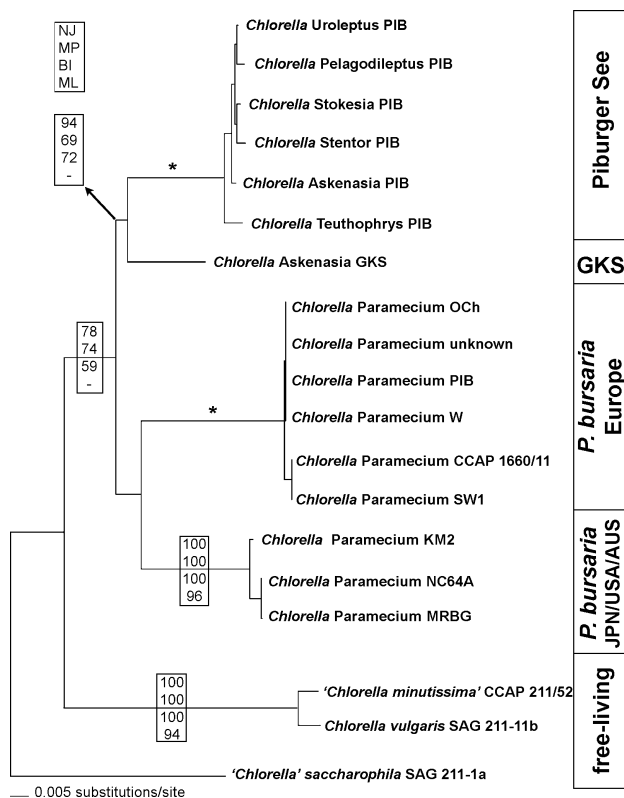 NJ
MP
BI
ML
94
69
72
-
*
Chlorella Uroleptus PIB
Chlorella Pelagodileptus PIB
Chlorella Stokesia PIB
Chlorella Stentor PIB
Chlorella Askenasia PIB
Chlorella Teuthophrys PIB
Piburger See
Chlorella Askenasia GKS
GKS
78
74
59
-
*
Chlorella Paramecium OCh
Chlorella Paramecium unknown
Chlorella Paramecium PIB
Chlorella Paramecium W
Chlorella Paramecium CCAP 1660/11
Chlorella Paramecium SW1
P. bursaria
Europe
100
100
100
96
Chlorella Paramecium KM2
Chlorella Paramecium NC64A
Chlorella Paramecium MRBG
P. bursaria
JPN/USA/AUS
100
100
100
94
‘Chlorella minutissima’ CCAP 211/52
Chlorella vulgaris SAG 211-11b
‘Chlorella’ saccharophila SAG 211-1a
free-living
0.005 substitutions/site